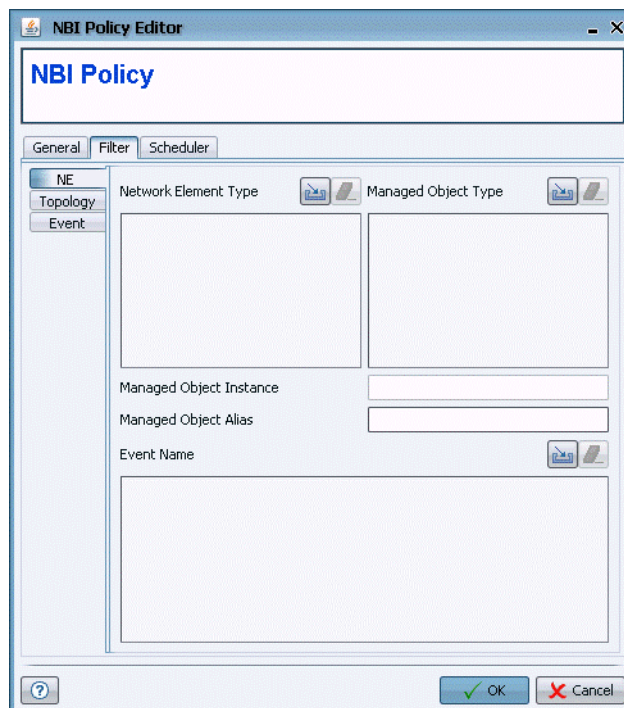 NBI Policy Editor
NBI Policy
General Filter Scheduler
NE
Topology
Event
Network Element Type
Managed Object Type
Managed Object Instance
Managed Object Alias
Event Name
? OK Cancel